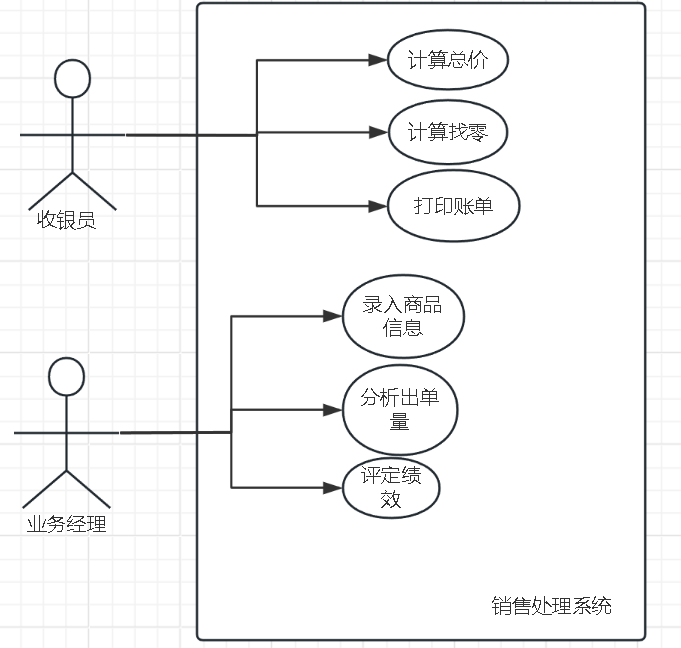 计算总价
计算找零
打印账单
收银员
录入商品
信息
分析出单
量
评定绩
效
业务经理
销售处理系统